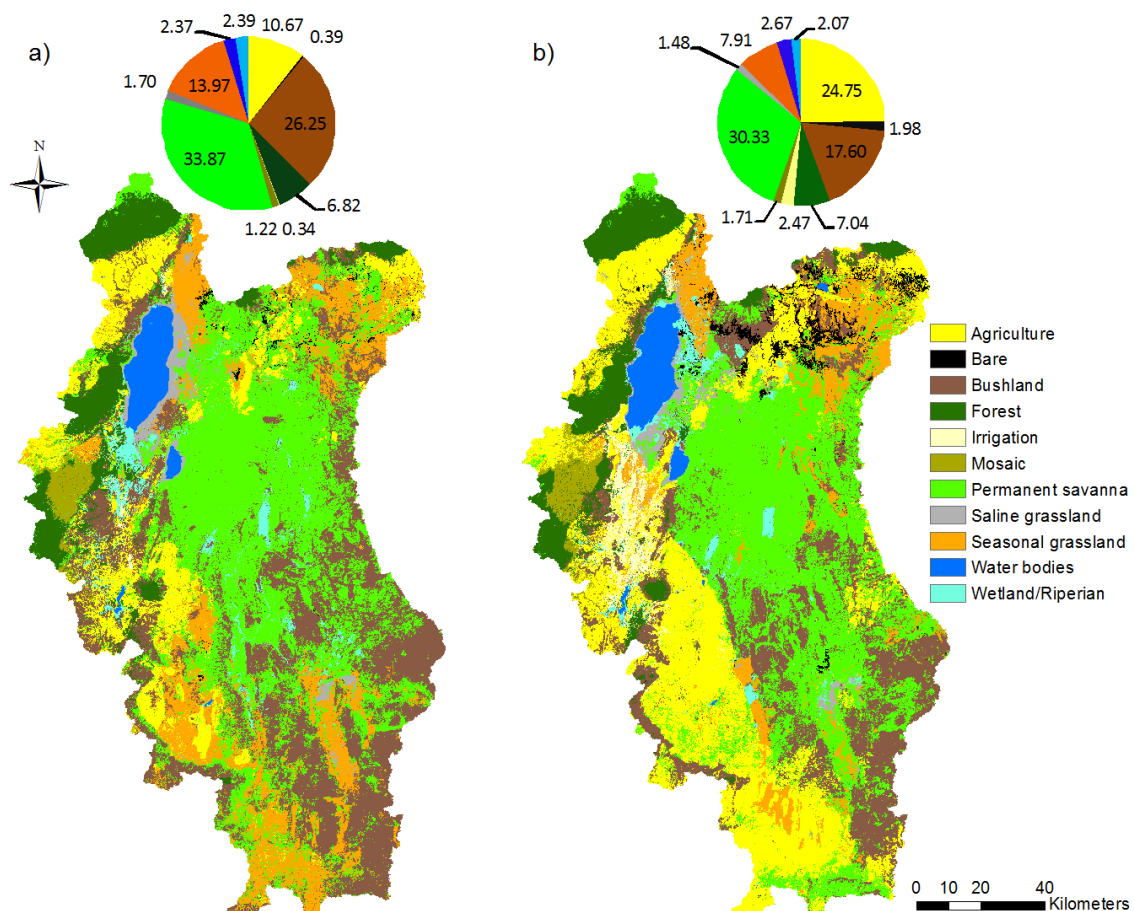 a)
2.37
2.39
10.67
0.39
1.70
13.97
26.25
33.87
6.82
1.22 0.34
N
b)
1.48
7.91
2.67
2.07
24.75
1.98
30.33
17.60
1.71
2.47
7.04
Agriculture
Bare
Bushland
Forest
Irrigation
Mosaic
Permanent savanna
Saline grassland
Seasonal grassland
Water bodies
Wetland/Riperian
0 10 20 40
Kilometers